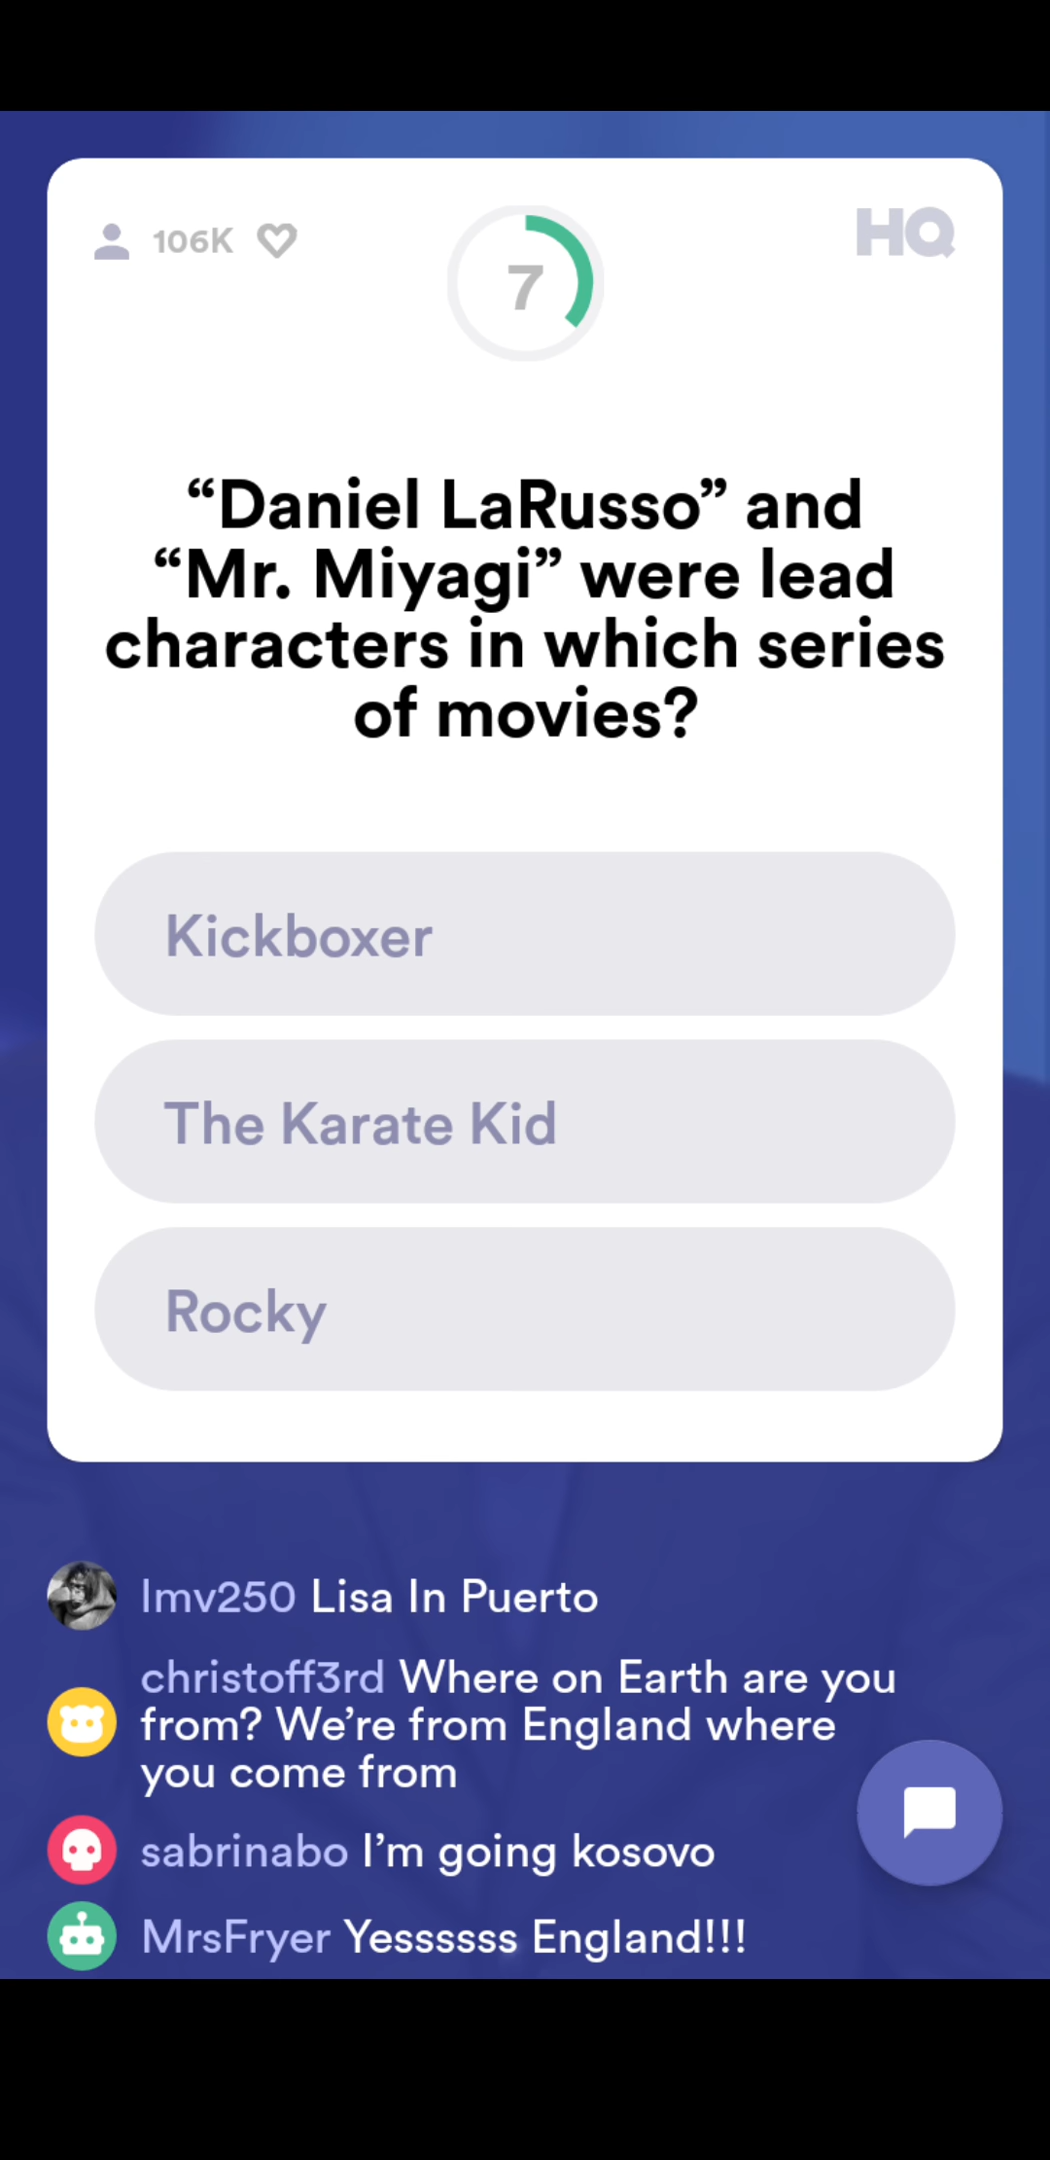 106K
7
HQ
“Daniel LaRusso” and
“Mr. Miyagi” were lead
characters in which series
of movies?
Kickboxer
The Karate Kid
Rocky
lmv250 Lisa In Puerto
christoff3rd Where on Earth are you
from? We’re from England where
you come from
sabrinabo I’m going kosovo
MrsFryer Yessssss England!!!